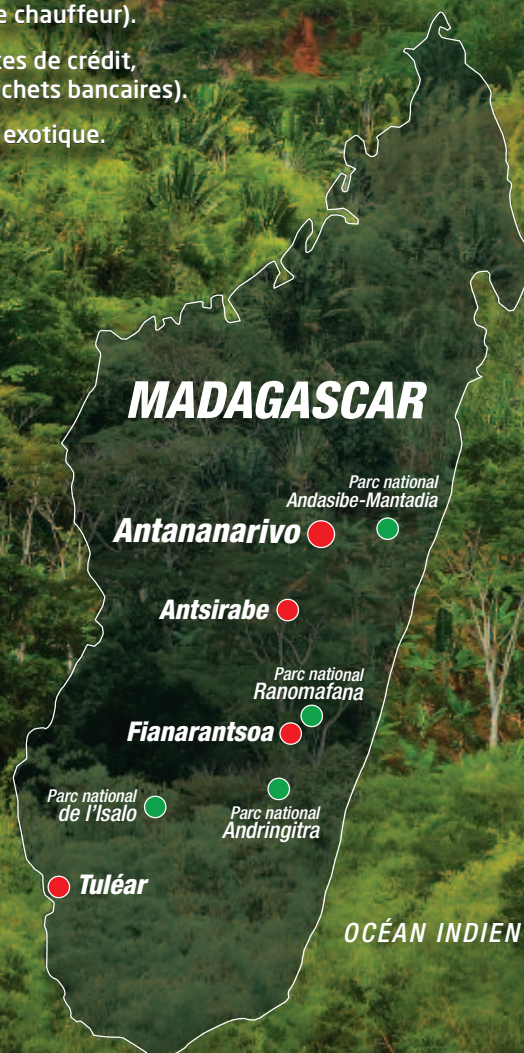 e chauffeur).
es de crédit,
chets bancaires).
exotique.
MADAGASCAR
Parc national
Andasibe-Mantadia
Antananarivo
Antsirabe
Parc national
Ranomafana
Fianarantsoa
Parc national
de l'Isalo
Parc national
Andringitra
Tuléar
OCÉAN INDIEN